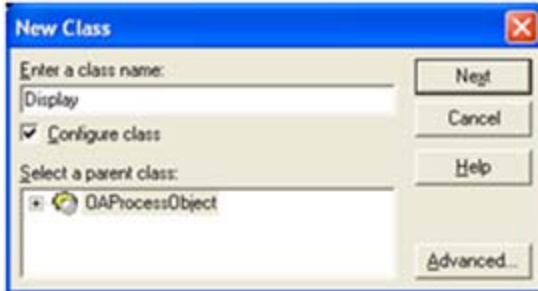 New Class
Enter a class name:
Display
Configure class
Select a parent class:
OAProcessObject
Next
Cancel
Help
Advanced...